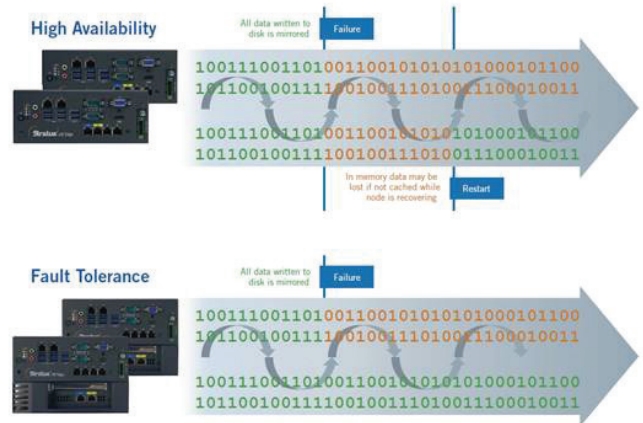 High Availability
All data written to
disk is mirrored
Failure
100111001101001100101010101000101100
101100100111100100111010011100010011
100111001101001100101010101000101100
101100100111100100111010011100010011
In memory data may be
lost if not cached while
node is recovering
Restart
Stratus
Fault Tolerance
All data written to
disk is mirrored
Failure
100111001101001100101010101000101100
101100100111100100111010011100010011
100111001101001100101010101000101100
101100100111100100111010011100010011